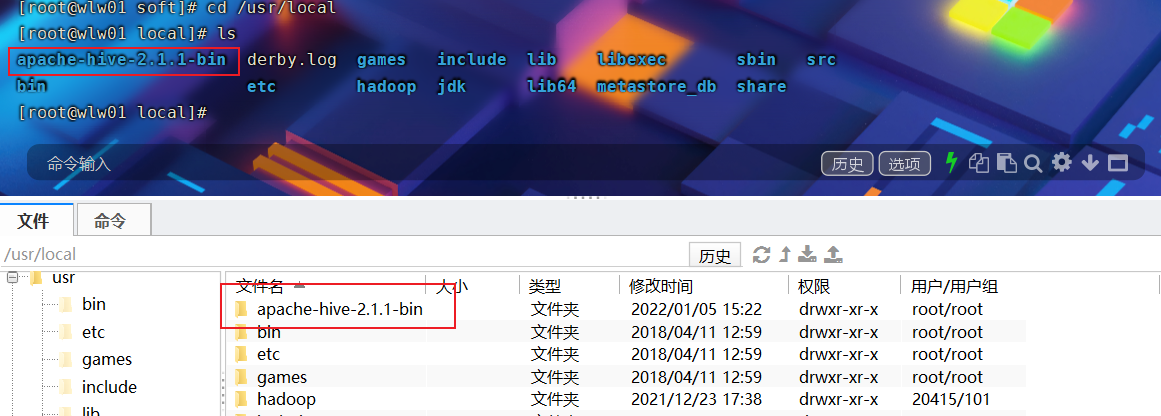 [root@wlw01 soft]# cd /usr/local
[root@wlw01 local]# ls
apache-hive-2.1.1-bin derby.log games include lib libexec sbin src
bin etc hadoop jdk lib64 metastore_db share
[root@wlw01 local]#
命令输入 历史 选项
文件 命令
/usr/local 历史
usr 文件名 大小 类型 修改时间 权限 用户/用户组
bin apache-hive-2.1.1-bin 文件夹 2022/01/05 15:22 drwxr-xr-x root/root
etc bin 文件夹 2018/04/11 12:59 drwxr-xr-x root/root
games etc 文件夹 2018/04/11 12:59 drwxr-xr-x root/root
include games 文件夹 2018/04/11 12:59 drwxr-xr-x root/root
lib hadoop 文件夹 2021/12/23 17:38 drwxr-xr-x 20415/101